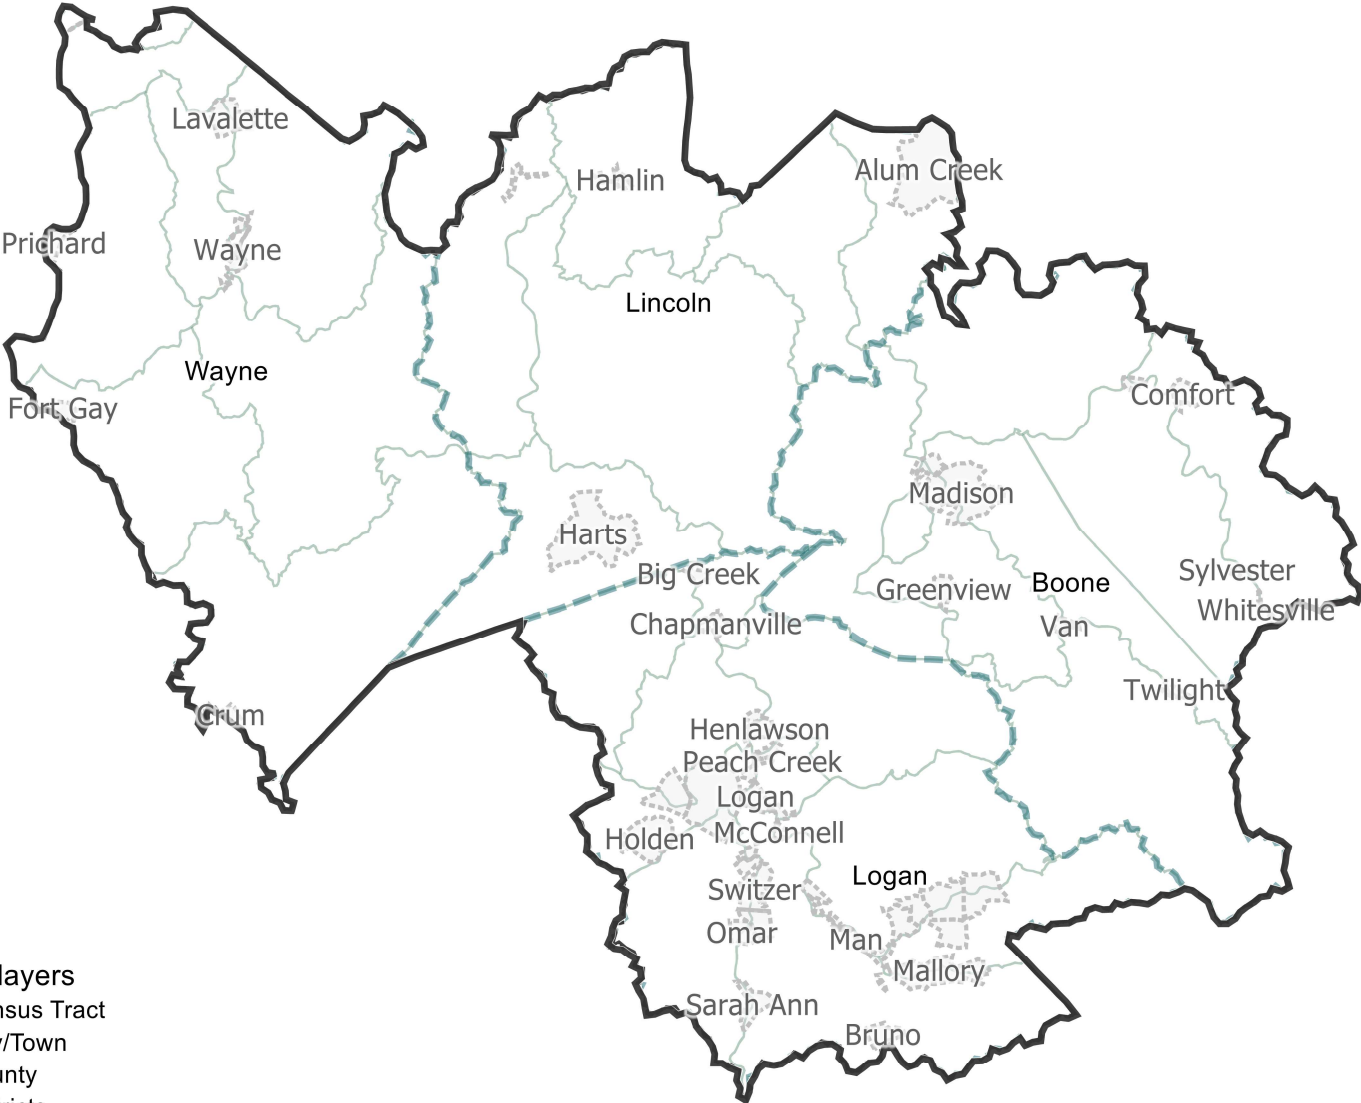 Lavalette
Alum Creek
Hamlin
Prichard
Wayne
Lincoln
Wayne
Fort Gay
Comfort
Madison
Harts
Big Creek
Sylvester
Boone
Greenview
Whitesville
Chapmanville
Van
Twilight
Crum
Henlawson
Peach Creek
Logan
McConnell
Holden
Logan
Switzer
Omar
Man
Mallory
Sarah Ann
Bruno
layers
nsus Tract
y/Town
unty